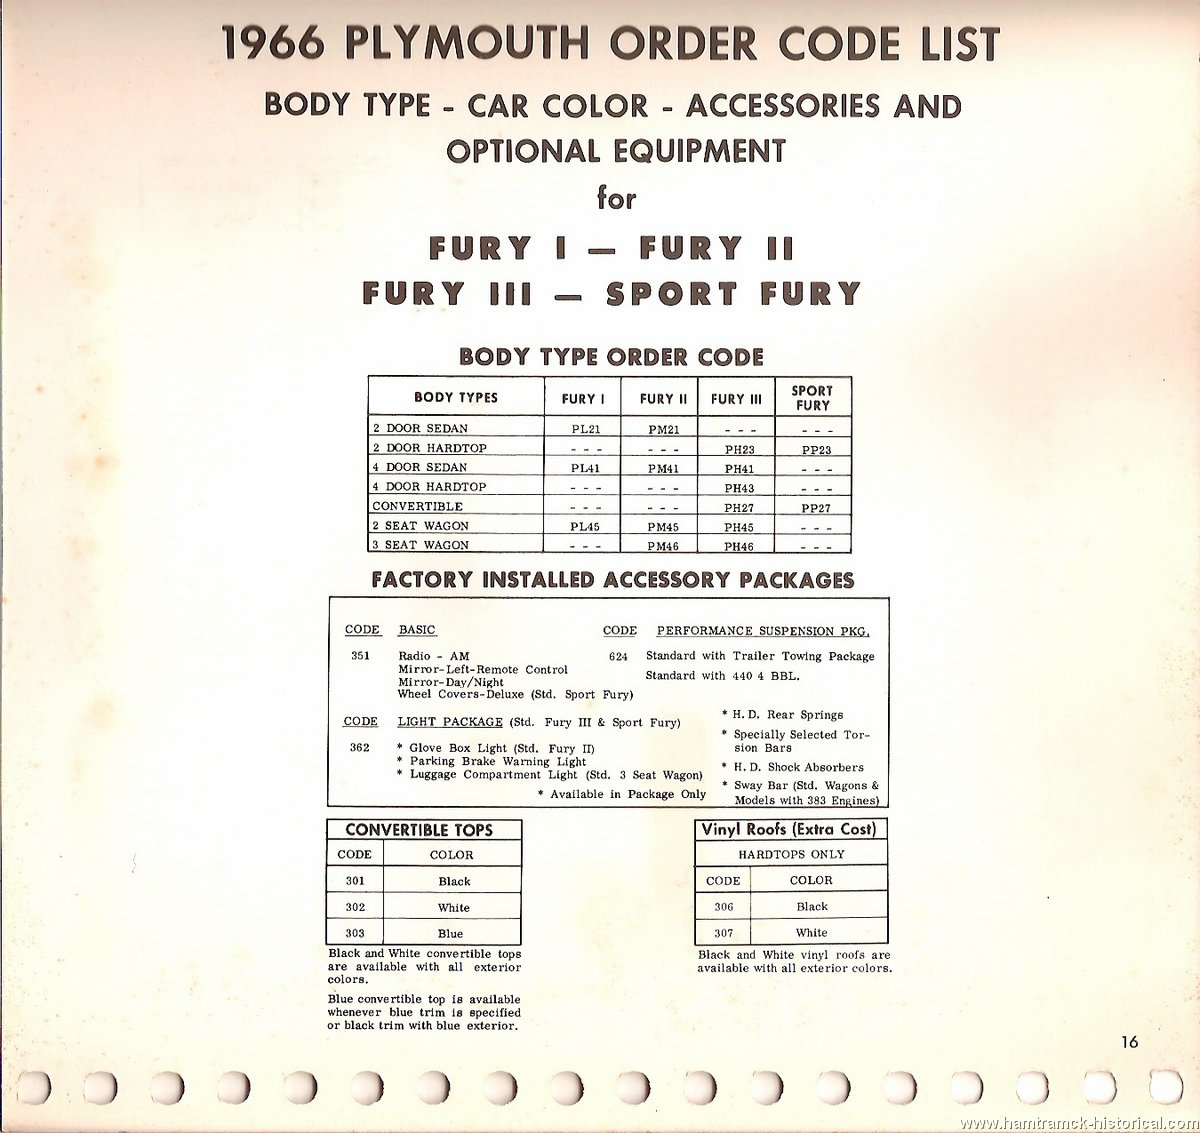 1966 PLYMOUTH ORDER CODE LIST
BODY TYPE - CAR COLOR - ACCESSORIES AND
OPTIONAL EQUIPMENT
for
FURY I — FURY II
FURY III — SPORT FURY
BODY TYPE ORDER CODE
BODY TYPES FURY I FURY II FURY III SPORT FURY
2 DOOR SEDAN PL21 PM21 - - - - - -
2 DOOR HARDTOP - - - - - - PH23 PP23
4 DOOR SEDAN PL41 PM41 PH41 - - -
4 DOOR HARDTOP - - - - - - PH43 - - -
CONVERTIBLE - - - - - - PH27 PP27
2 SEAT WAGON PL45 PM45 PH45 - - -
3 SEAT WAGON - - - PM46 PH46 - - -
FACTORY INSTALLED ACCESSORY PACKAGES
CODE BASIC
351 Radio - AM
Mirror-Left-Remote Control
Mirror-Day/Night
Wheel Covers-Deluxe (Std. Sport Fury)
CODE LIGHT PACKAGE (Std. Fury III & Sport Fury)
362 * Glove Box Light (Std. Fury II)
* Parking Brake Warning Light
* Luggage Compartment Light (Std. 3 Seat Wagon)
* Available in Package Only
CODE PERFORMANCE SUSPENSION PKG.
624 Standard with Trailer Towing Package
Standard with 440 4 BBL.
* H.D. Rear Springs
* Specially Selected Tor-
sion Bars
* H.D. Shock Absorbers
* Sway Bar (Std. Wagons &
Models with 383 Engines)
CONVERTIBLE TOPS
CODE COLOR
301 Black
302 White
303 Blue
Black and White convertible tops
are available with all exterior
colors.
Blue convertible top is available
whenever blue trim is specified
or black trim with blue exterior.
Vinyl Roofs (Extra Cost)
HARDTOPS ONLY
CODE COLOR
306 Black
307 White
Black and White vinyl roofs are
available with all exterior colors.
16
www.hamtramck-historical.com